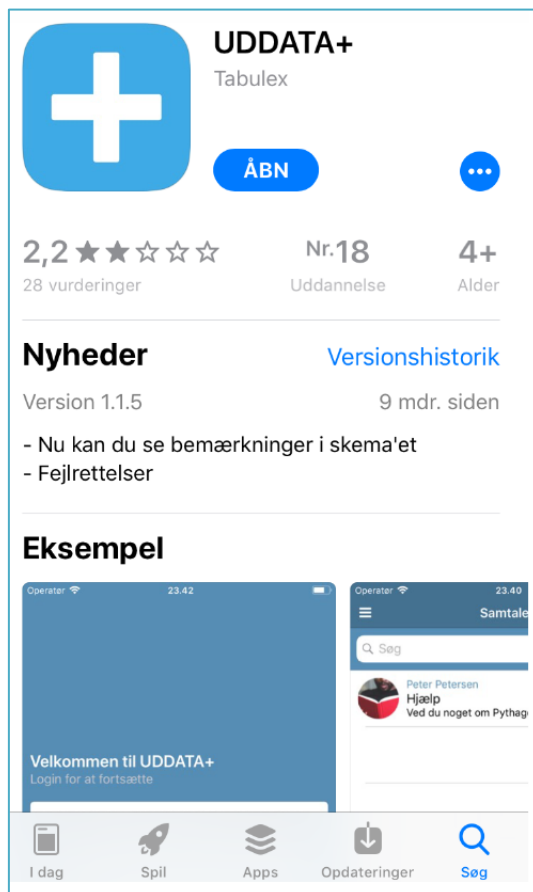 UDDATA+
Tabulex
ÅBN
2,2
Nr.18
4+
28 vurderinger
Uddannelse
Alder
Nyheder
Versionshistorik
Version 1.1.5
9 mdr. siden
- Nu kan du se bemærkninger i skema'et
- Fejlrettelser
Eksempel
Operatør
23.42
Velkommen til UDDATA+
Login for at fortsætte
Operatør
23.40
Samtale
Søg
Peter Petersen
Hjælp
Ved du noget om Pythag
I dag
Spil
Apps
Opdateringer
Søg